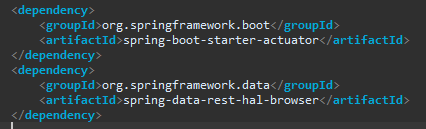 <dependency>
<groupId>org.springframework.boot</groupId>
<artifactId>spring-boot-starter-actuator</artifactId>
</dependency>
<dependency>
<groupId>org.springframework.data</groupId>
<artifactId>spring-data-rest-hal-browser</artifactId>
</dependency>